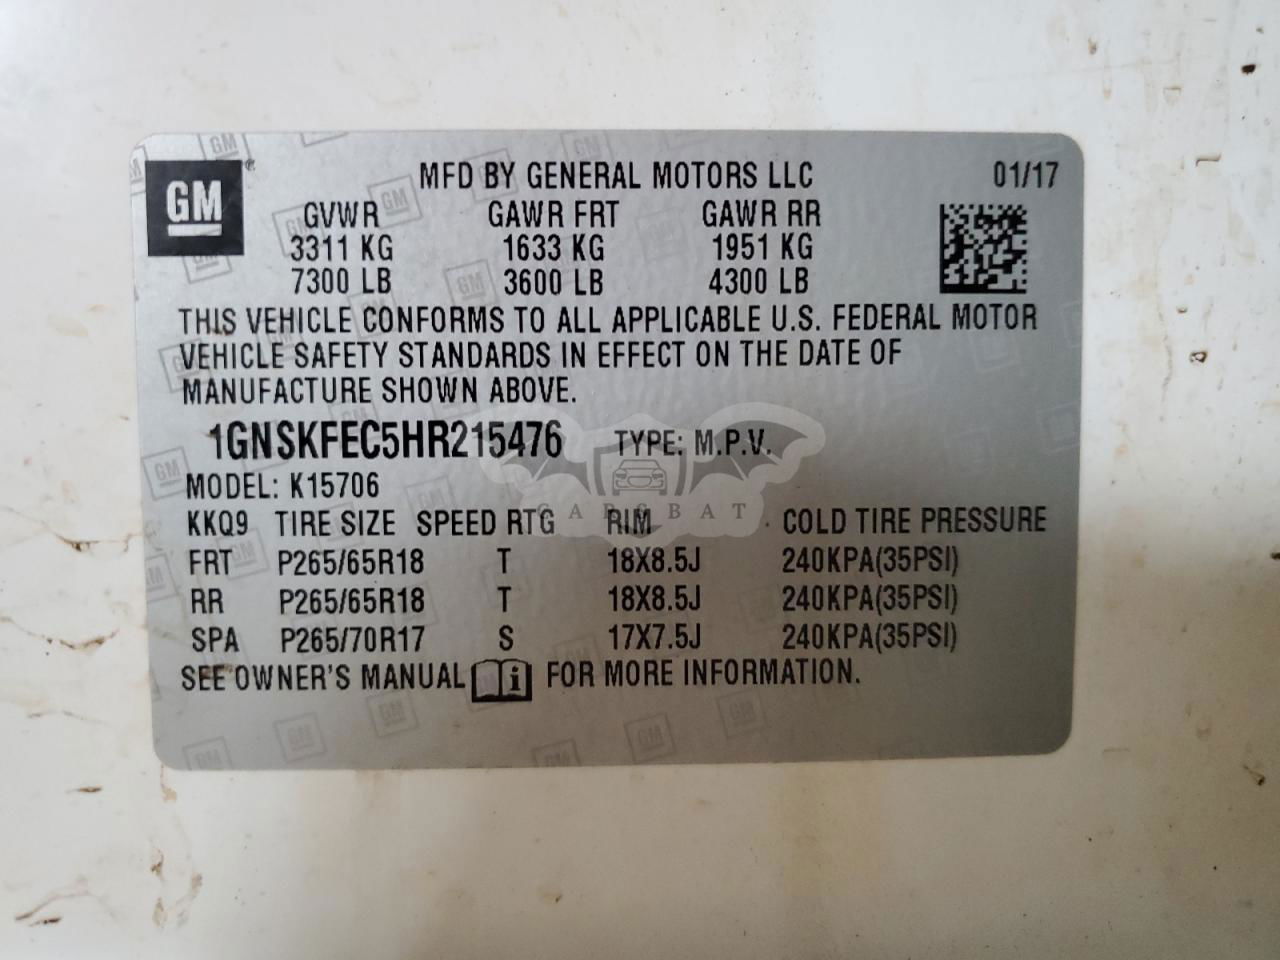 GM
MFD BY GENERAL MOTORS LLC 01/17
GVWR GAWR FRT GAWR RR
3311 KG 1633 KG 1951 KG
7300 LB 3600 LB 4300 LB
THIS VEHICLE CONFORMS TO ALL APPLICABLE U.S. FEDERAL MOTOR
VEHICLE SAFETY STANDARDS IN EFFECT ON THE DATE OF
MANUFACTURE SHOWN ABOVE.
1GNSKFEC5HR215476 TYPE: M.P.V.
MODEL: K15706
CAROBAT
KKQ9 TIRE SIZE SPEED RTG RIM COLD TIRE PRESSURE
FRT P265/65R18 T 18X8.5J 240KPA(35PSI)
RR P265/65R18 T 18X8.5J 240KPA(35PSI)
SPA P265/70R17 S 17X7.5J 240KPA(35PSI)
SEE OWNER'S MANUAL i FOR MORE INFORMATION.